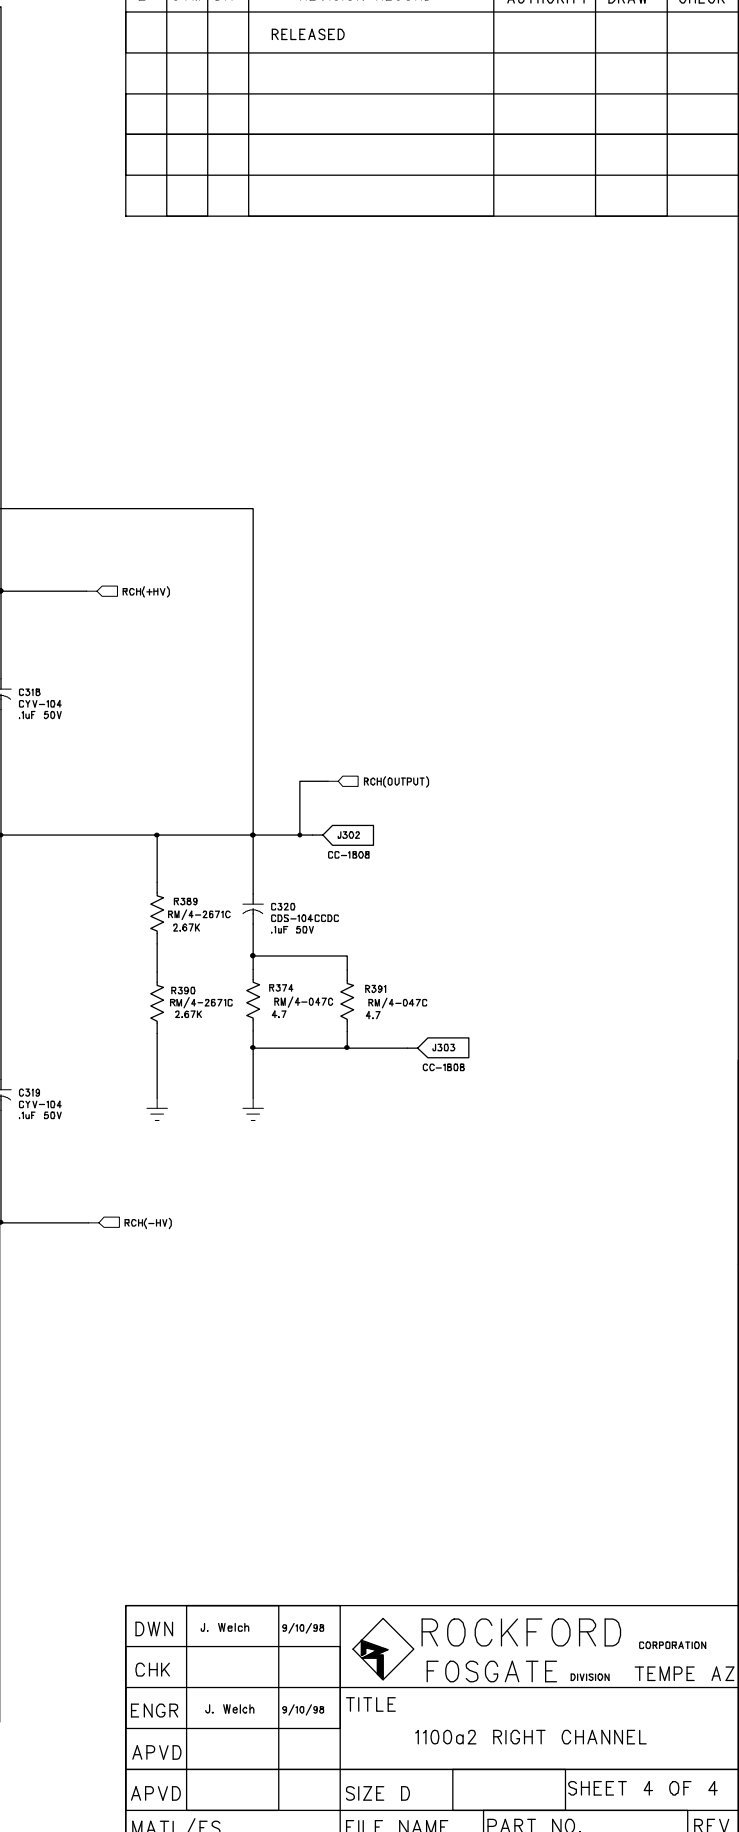 RELEASED
RCH(+HV)
C318
CYV-104
.1uF 50V
RCH(OUTPUT)
J302
CC-1808
R389
RM/4-2671C
2.67K
C320
CDS-104CCDC
.1uF 50V
R390
RM/4-2671C
2.67K
R374
RM/4-047C
4.7
R391
RM/4-047C
4.7
J303
CC-1808
C319
CYV-104
.1uF 50V
RCH(-HV)
DWN J. Welch 9/10/98
CHK
ENGR J. Welch 9/10/98
APVD
APVD
ROCKFORD CORPORATION
FOSGATE DIVISION TEMPE AZ
TITLE
1100a2 RIGHT CHANNEL
SIZE D
SHEET 4 OF 4
MATL/ES
FILE NAME
PART NO.
REV